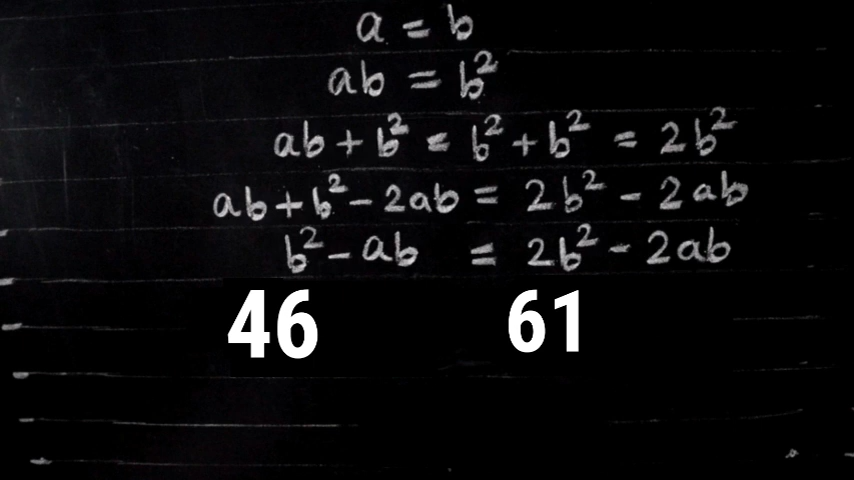 a = b
ab = b²
ab + b² = b² + b² = 2b²
ab + b² - 2ab = 2b² - 2ab
b² - ab = 2b² - 2ab
46 61